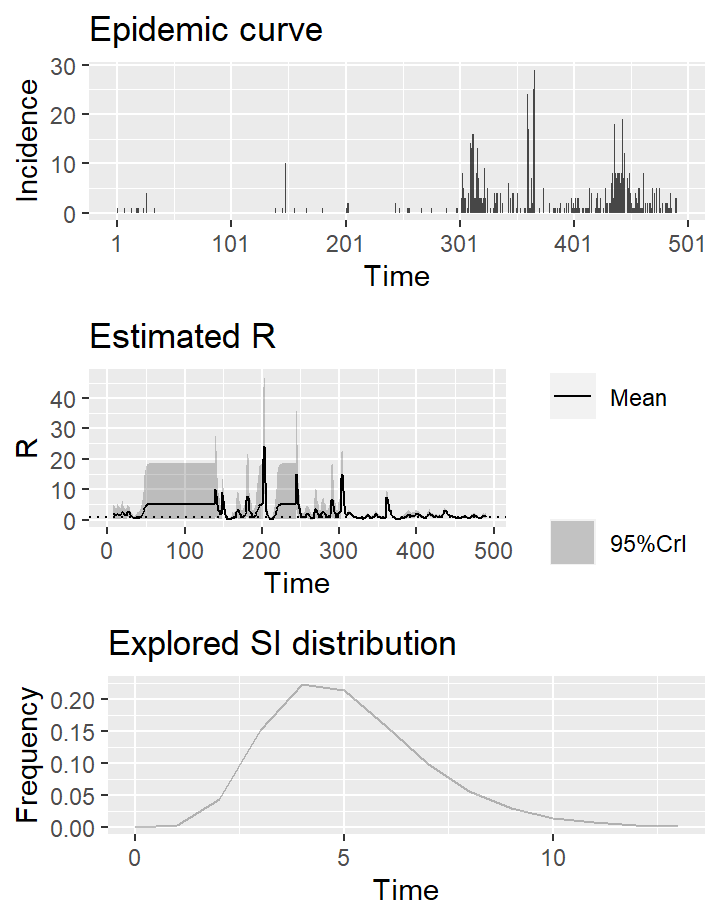 Epidemic curve
30
20
10
0
Incidence
1 101 201 301 401 501
Time
Estimated R
40
30
20
10
0
R
0 100 200 300 400 500
Time
Mean
95%CrI
Explored SI distribution
0.20
0.15
0.10
0.05
0.00
Frequency
0 5 10
Time